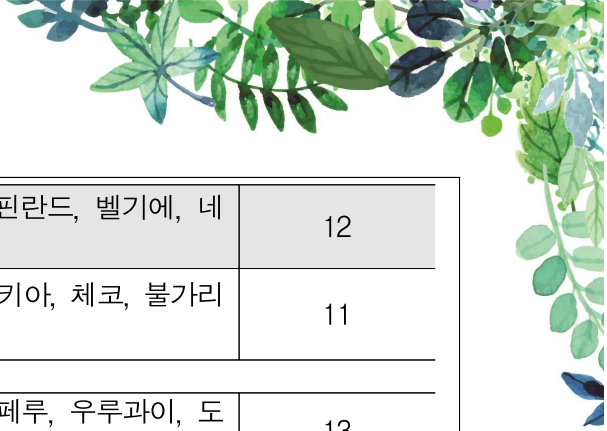 핀란드, 벨기에, 네
12
키아, 체코, 불가리
11
페루, 우루과이, 도
13